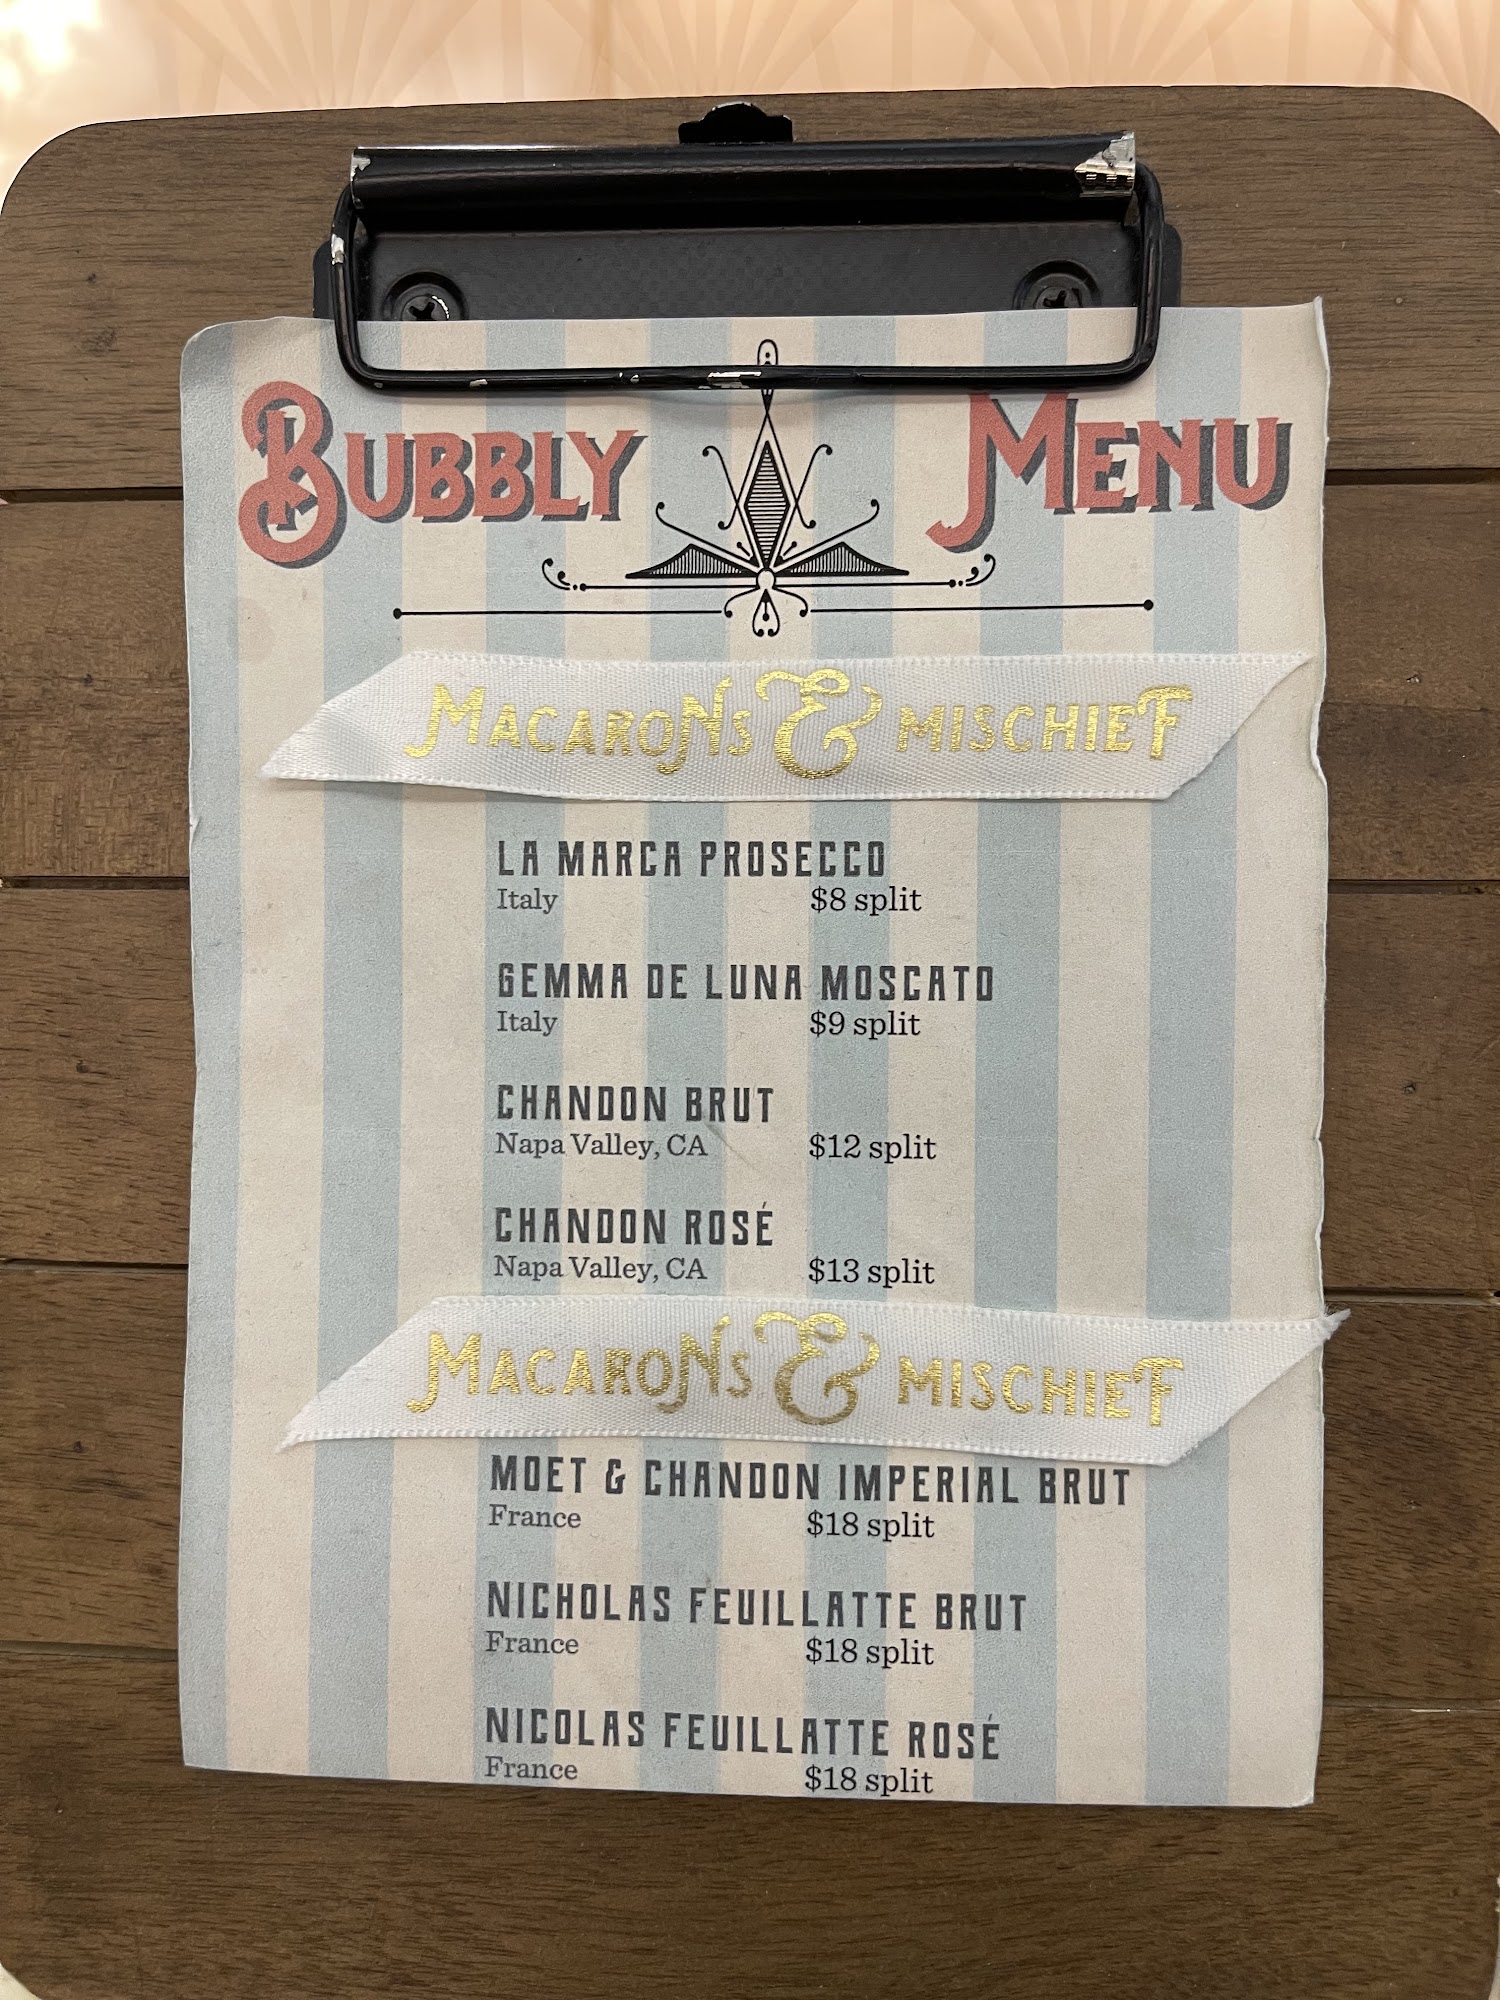 BUBBLY MENU
MACARONS & MISCHIEF
LA MARCA PROSECCO
Italy $8 split
GEMMA DE LUNA MOSCATO
Italy $9 split
CHANDON BRUT
Napa Valley, CA $12 split
CHANDON ROSÉ
Napa Valley, CA $13 split
MACARONS & MISCHIEF
MOET & CHANDON IMPERIAL BRUT
France $18 split
NICHOLAS FEUILLATTE BRUT
France $18 split
NICOLAS FEUILLATTE ROSÉ
France $18 split